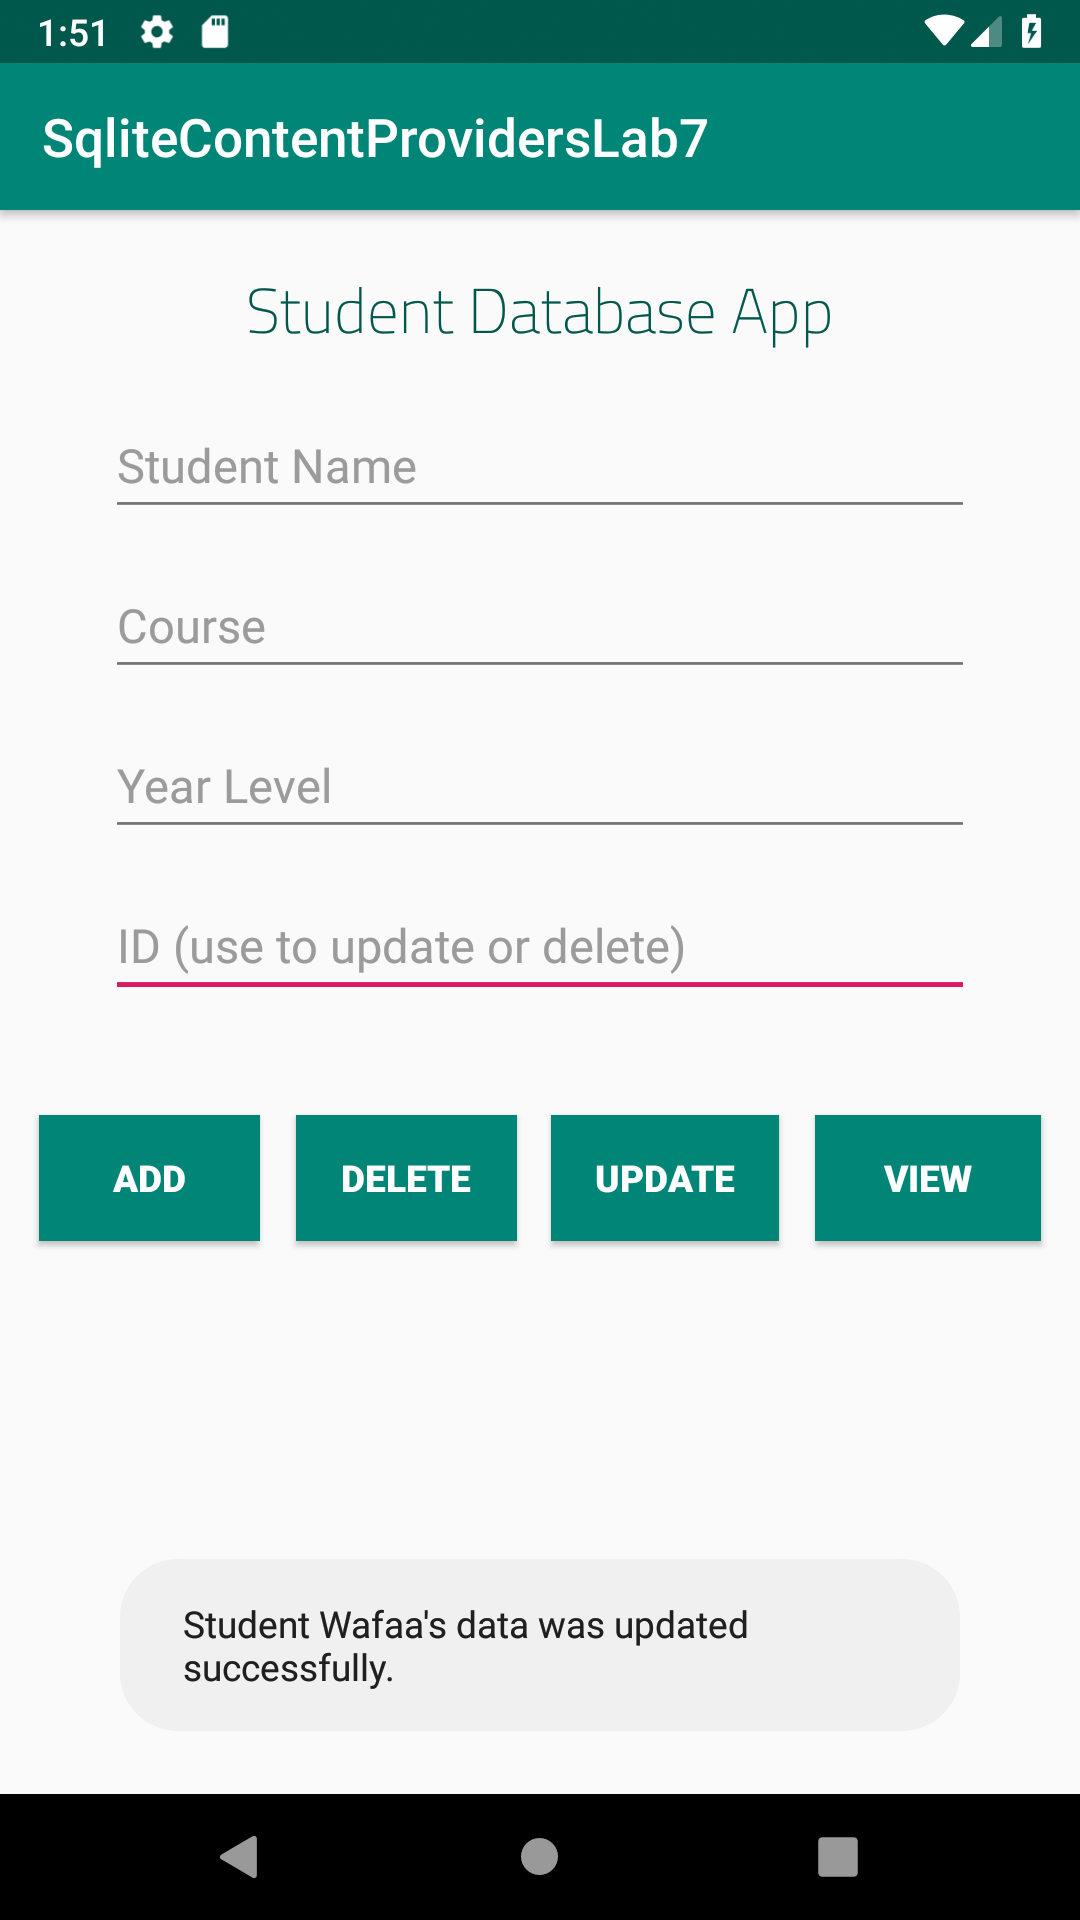 1:51
SqliteContentProvidersLab7
Student Database App
Student Name
Course
Year Level
ID (use to update or delete)
ADD DELETE UPDATE VIEW
Student Wafaa's data was updated
successfully.